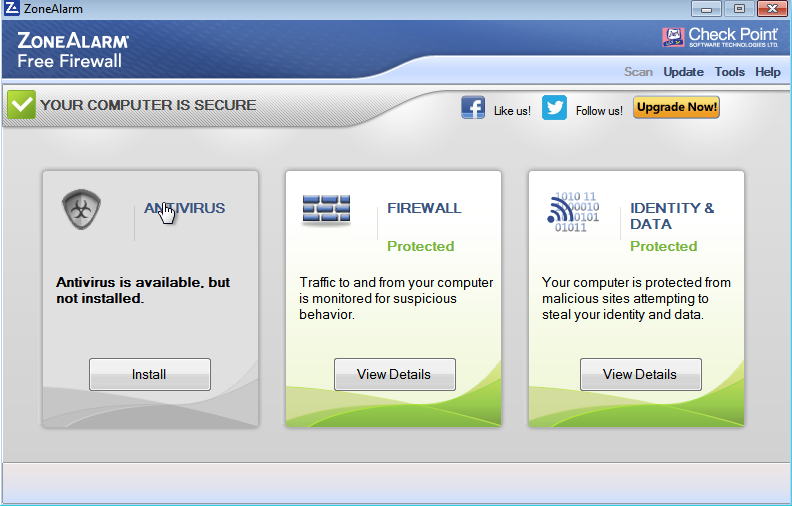 ZoneAlarm
ZONEALARM
Free Firewall
Check Point
SOFTWARE TECHNOLOGIES LTD.
Scan Update Tools Help
YOUR COMPUTER IS SECURE
Like us! Follow us! Upgrade Now!
ANTIVIRUS
Antivirus is available, but
not installed.
Install
FIREWALL
Protected
Traffic to and from your computer
is monitored for suspicious
behavior.
View Details
1010 11
000010
0101
01011
IDENTITY &
DATA
Protected
Your computer is protected from
malicious sites attempting to
steal your identity and data.
View Details